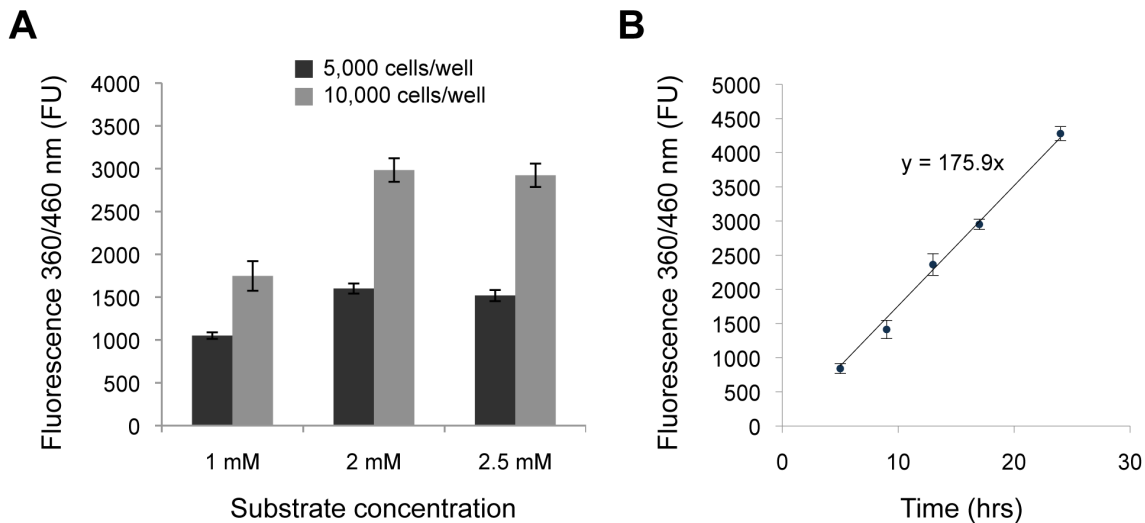 A
Fluorescence 360/460 nm (FU)
5,000 cells/well
10,000 cells/well
4000
3500
3000
2500
2000
1500
1000
500
0
1 mM
2 mM
2.5 mM
Substrate concentration
B
Fluorescence 360/460 nm (FU)
5000
4500
4000
3500
3000
2500
2000
1500
1000
500
0
y = 175.9x
0
10
20
30
Time (hrs)